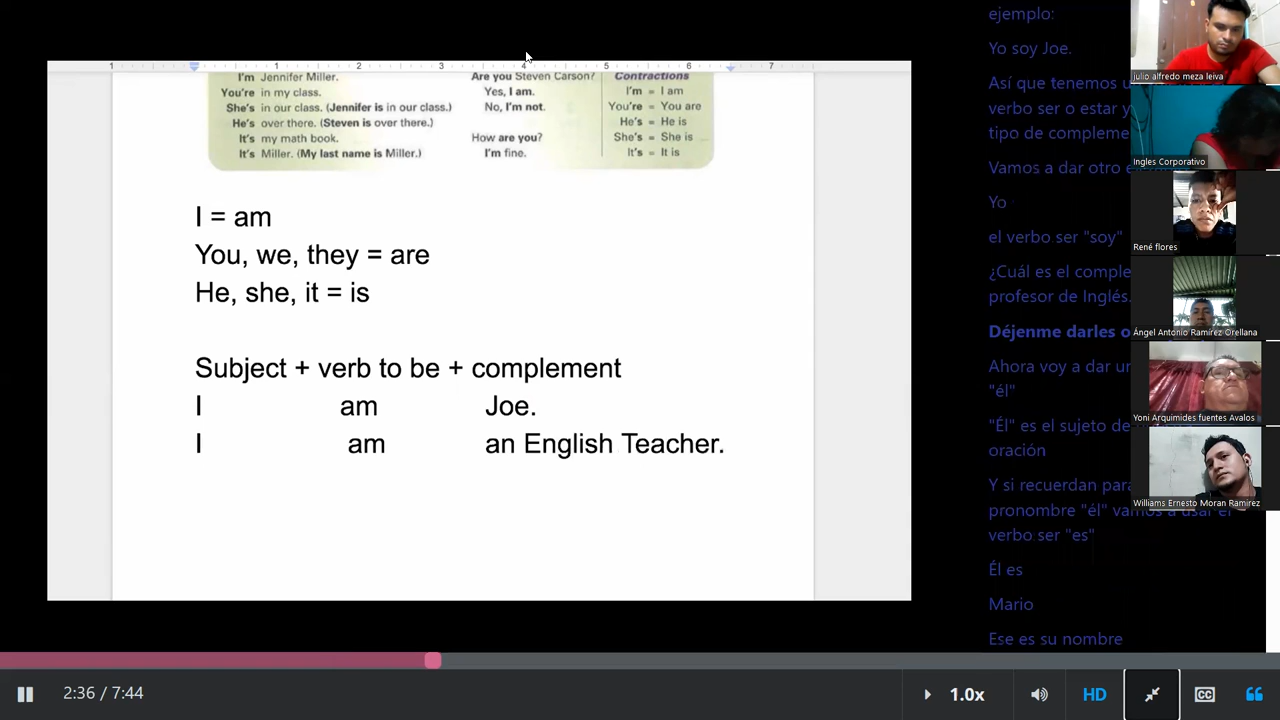 1 2 3 4 5 6 7
I'm Jennifer Miller.
You're in my class.
She's in our class. (Jennifer is in our class.)
He's over there. (Steven is over there.)
It's my math book.
It's Miller. (My last name is Miller.)
Are you Steven Carson?
Yes, I am.
No, I'm not.
How are you?
I'm fine.
Contractions
I'm = I am
You're = You are
He's = He is
She's = She is
It's = It is
I = am
You, we, they = are
He, she, it = is
Subject + verb to be + complement
I am Joe.
I am an English Teacher.
ejemplo:
Yo soy Joe.
Así que tenemos u
verbo ser o estar y
tipo de compleme
Vamos a dar otro e
Yo
el verbo ser "soy"
¿Cuál es el comple
profesor de Inglés.
Déjenme darles o
Ahora voy a dar un
"él"
"Él" es el sujeto de
oración
Y si recuerdan para
pronombre "él" vamos a usar el
verbo ser "es"
Él es
Mario
Ese es su nombre
julio alfredo meza leiva
Ingles Corporativo
René flores
Ángel Antonio Ramírez Orellana
Yoni Arquimides fuentes Avalos
Williams Ernesto Moran Ramirez
2:36 / 7:44
1.0x
HD
CC